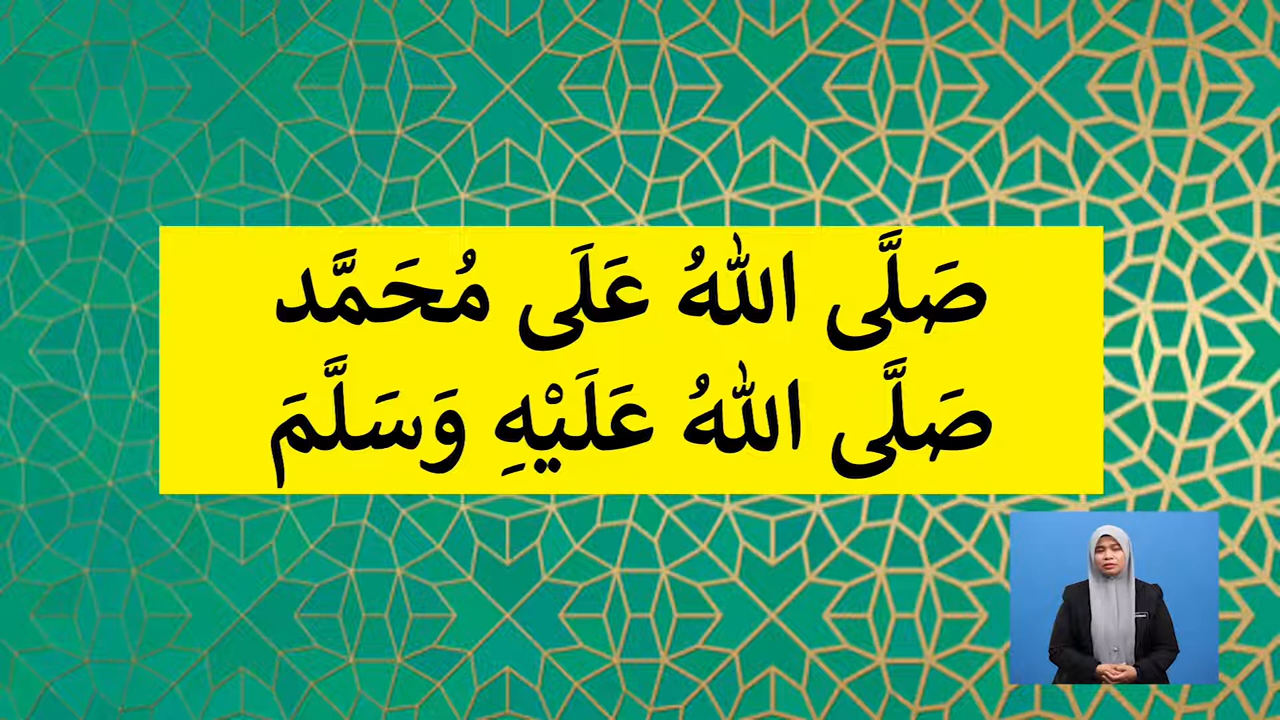 صَلَّى اللهُ عَلَى مُحَمَّد
صَلَّى اللهُ عَلَيْهِ وَسَلَّمَ